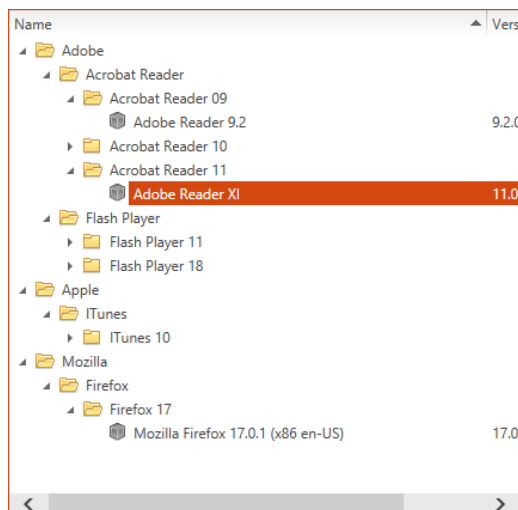 Name Vers
Adobe
Acrobat Reader
Acrobat Reader 09
Adobe Reader 9.2 9.2.0
Acrobat Reader 10
Acrobat Reader 11
Adobe Reader XI 11.0
Flash Player
Flash Player 11
Flash Player 18
Apple
ITunes
ITunes 10
Mozilla
Firefox
Firefox 17
Mozilla Firefox 17.0.1 (x86 en-US) 17.0